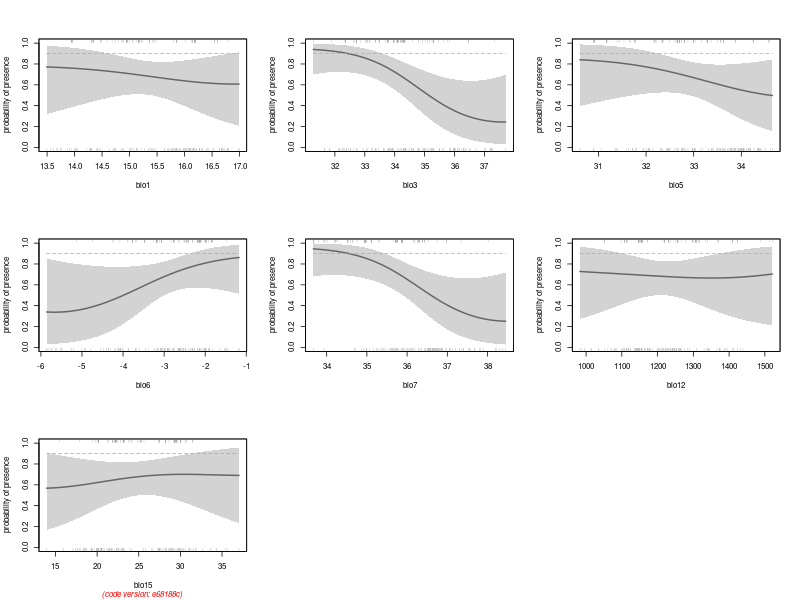 probability of presence
0.0 0.2 0.4 0.6 0.8 1.0
13.5 14.0 14.5 15.0 15.5 16.0 16.5 17.0
bio1
probability of presence
0.0 0.2 0.4 0.6 0.8 1.0
32 33 34 35 36 37
bio3
probability of presence
0.0 0.2 0.4 0.6 0.8 1.0
31 32 33 34
bio5
probability of presence
0.0 0.2 0.4 0.6 0.8 1.0
-6 -5 -4 -3 -2 -1
bio6
probability of presence
0.0 0.2 0.4 0.6 0.8 1.0
34 35 36 37 38
bio7
probability of presence
0.0 0.2 0.4 0.6 0.8 1.0
1000 1100 1200 1300 1400 1500
bio12
probability of presence
0.0 0.2 0.4 0.6 0.8 1.0
15 20 25 30 35
bio15
(code version: e68188c)